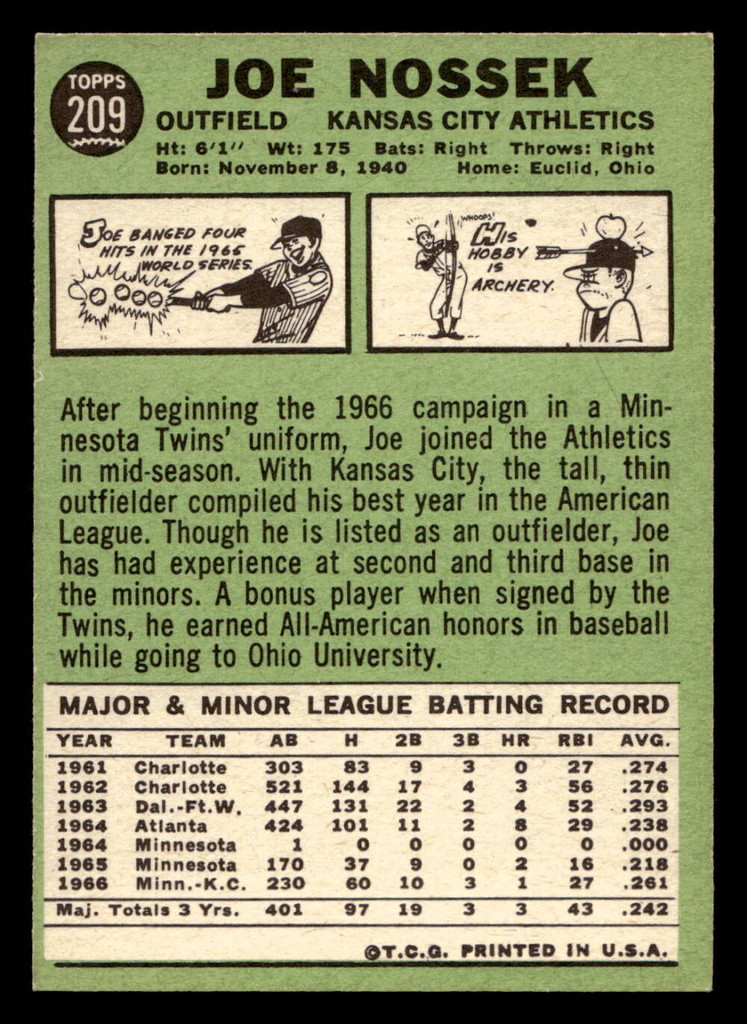 TOPPS
209
JOE NOSSEK
OUTFIELD KANSAS CITY ATHLETICS
Ht: 6'1" Wt: 175 Bats: Right Throws: Right
Born: November 8, 1940 Home: Euclid, Ohio
JOE BANGED FOUR
HITS IN THE 1965
WORLD SERIES.
WHOOPS!
HIS
HOBBY
IS
ARCHERY.
After beginning the 1966 campaign in a Min-
nesota Twins' uniform, Joe joined the Athletics
in mid-season. With Kansas City, the tall, thin
outfielder compiled his best year in the American
League. Though he is listed as an outfielder, Joe
has had experience at second and third base in
the minors. A bonus player when signed by the
Twins, he earned All-American honors in baseball
while going to Ohio University.
MAJOR & MINOR LEAGUE BATTING RECORD
YEAR TEAM AB H 2B 3B HR RBI AVG.
1961 Charlotte 303 83 9 3 0 27 .274
1962 Charlotte 521 144 17 4 3 56 .276
1963 Dal.-Ft.W. 447 131 22 2 4 52 .293
1964 Atlanta 424 101 11 2 8 29 .238
1964 Minnesota 1 0 0 0 0 0 .000
1965 Minnesota 170 37 9 0 2 16 .218
1966 Minn.-K.C. 230 60 10 3 1 27 .261
Maj. Totals 3 Yrs. 401 97 19 3 3 43 .242
©T.C.G. PRINTED IN U.S.A.